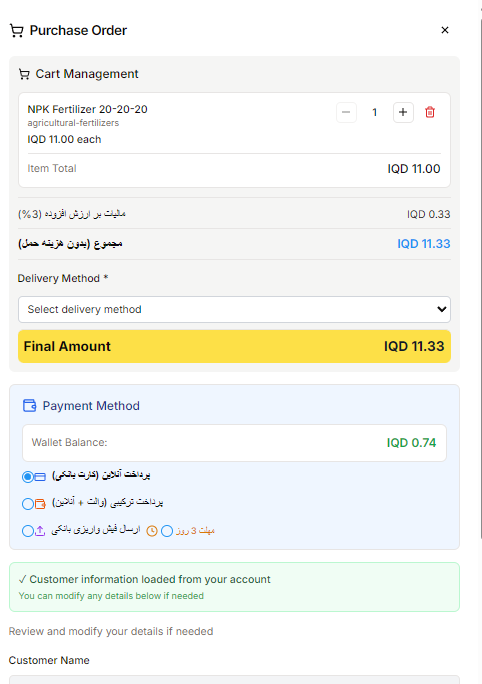 Purchase Order
Cart Management
NPK Fertilizer 20-20-20
1
agricultural-fertilizers
IQD 11.00 each
Item Total IQD 11.00
مالیات بر ارزش افزوده (3%) IQD 0.33
مجموع (بدون هزینه حمل) IQD 11.33
Delivery Method *
Select delivery method
Final Amount IQD 11.33
Payment Method
Wallet Balance: IQD 0.74
پرداخت آنلاین (کارت بانکی)
پرداخت ترکیبی (والت + آنلاین)
ارسال فیش واریزی بانکی مهلت 3 روز
✓ Customer information loaded from your account
You can modify any details below if needed
Review and modify your details if needed
Customer Name